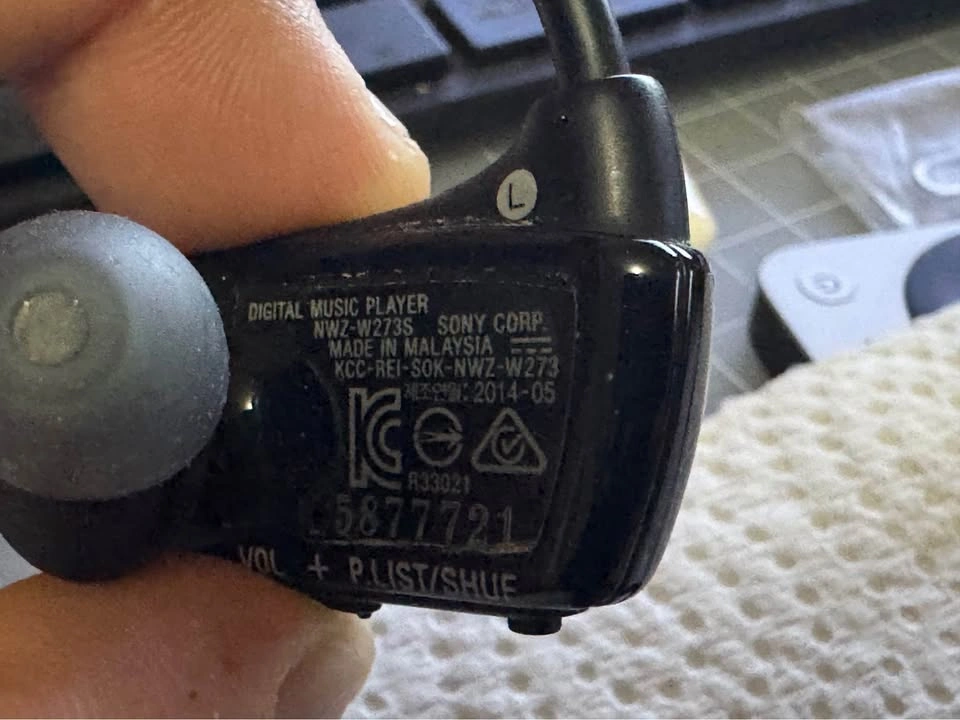 L
DIGITAL MUSIC PLAYER
NWZ-W273S SONY CORP.
MADE IN MALAYSIA
KCC-REI-SOK-NWZ-W273
제조연월: 2014-05
R33021
5877721
VOL + P.LIST/SHUF